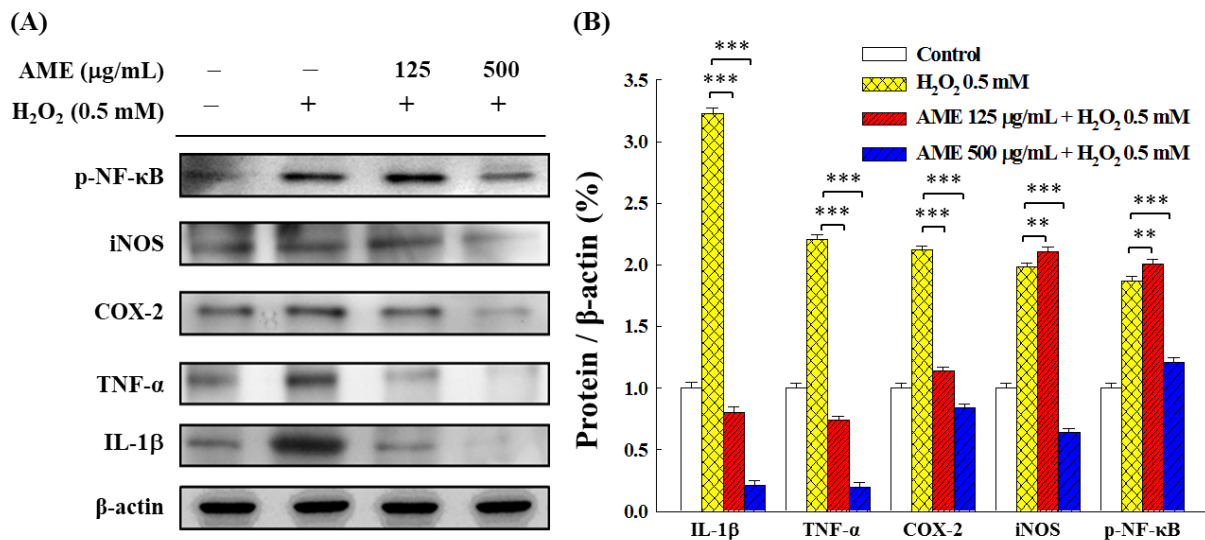 (A)
AME (μg/mL) – – 125 500
H₂O₂ (0.5 mM) – + + +
p-NF-κB
iNOS
COX-2
TNF-α
IL-1β
β-actin
(B)
Control
H₂O₂ 0.5 mM
AME 125 μg/mL + H₂O₂ 0.5 mM
AME 500 μg/mL + H₂O₂ 0.5 mM
Protein / β-actin (%)
3.5
3.0
2.5
2.0
1.5
1.0
0.5
0.0
***
***
***
***
***
***
***
**
***
**
IL-1β TNF-α COX-2 iNOS p-NF-κB